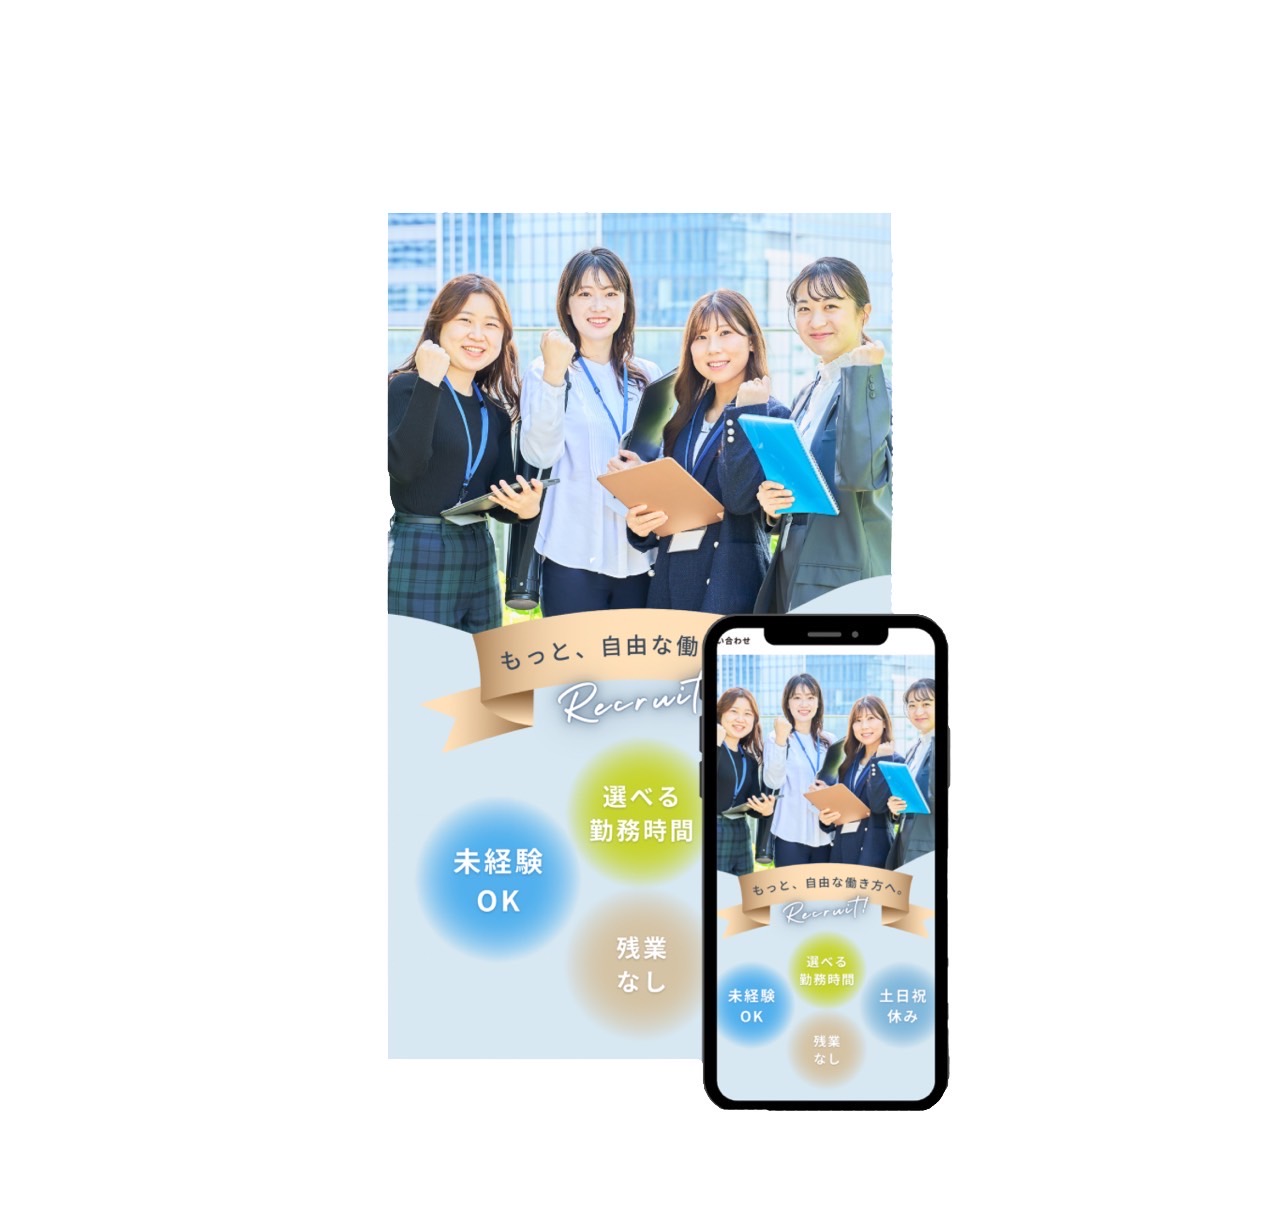 もっと、自由な働
Recruit
選べる
勤務時間
未経験
OK
残業
なし
い合わせ
もっと、自由な働き方へ。
Recruit!
選べる
勤務時間
未経験
OK
土日祝
休み
残業
なし